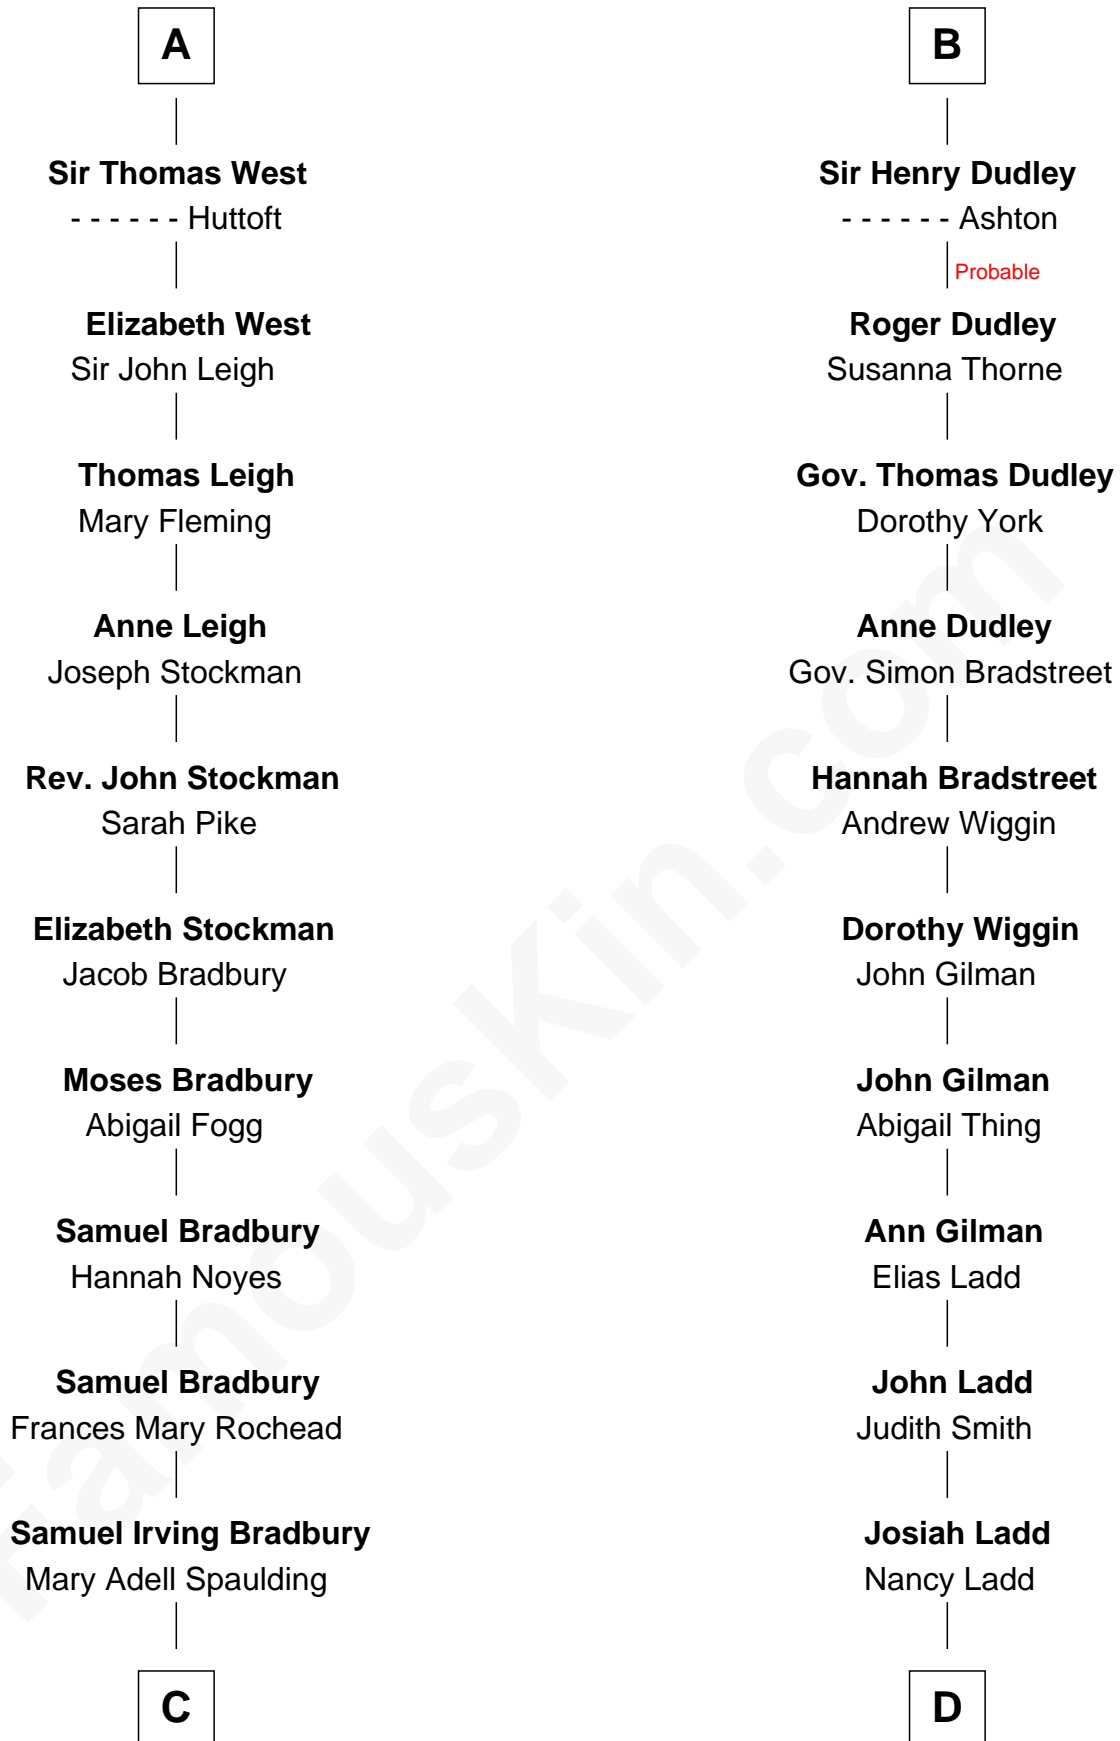 A
Sir Thomas West
- - - - - - Huttoft
Elizabeth West
Sir John Leigh
Thomas Leigh
Mary Fleming
Anne Leigh
Joseph Stockman
Rev. John Stockman
Sarah Pike
Elizabeth Stockman
Jacob Bradbury
Moses Bradbury
Abigail Fogg
Samuel Bradbury
Hannah Noyes
Samuel Bradbury
Frances Mary Rochead
Samuel Irving Bradbury
Mary Adell Spaulding
C
B
Sir Henry Dudley
- - - - - - Ashton
Probable
Roger Dudley
Susanna Thorne
Gov. Thomas Dudley
Dorothy York
Anne Dudley
Gov. Simon Bradstreet
Hannah Bradstreet
Andrew Wiggin
Dorothy Wiggin
John Gilman
John Gilman
Abigail Thing
Ann Gilman
Elias Ladd
John Ladd
Judith Smith
Josiah Ladd
Nancy Ladd
D
FamousKin.com